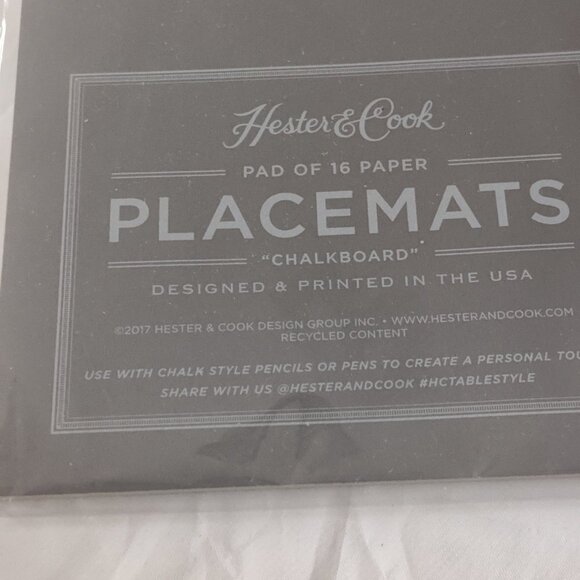 Hester & Cook
PAD OF 16 PAPER
PLACEMATS
"CHALKBOARD"
DESIGNED & PRINTED IN THE USA
©2017 HESTER & COOK DESIGN GROUP INC. • WWW.HESTERANDCOOK.COM
RECYCLED CONTENT
USE WITH CHALK STYLE PENCILS OR PENS TO CREATE A PERSONAL
SHARE WITH US @HESTERANDCOOK #HCTABLESTYLE